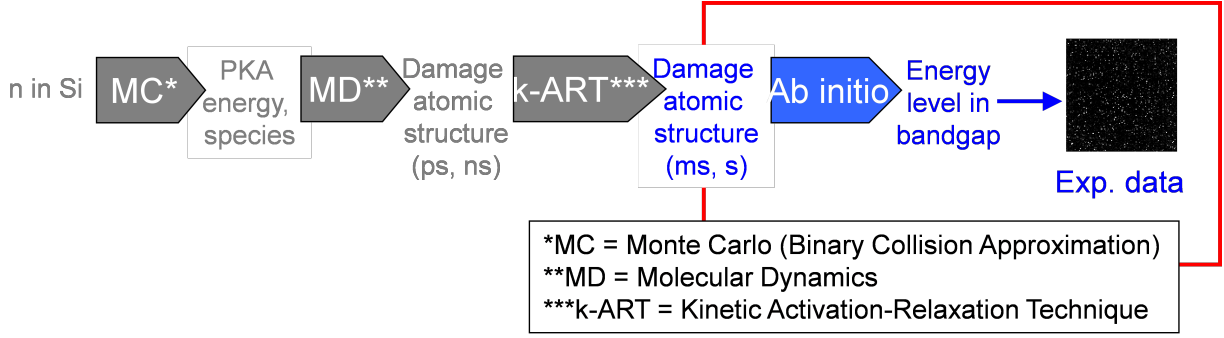 n in Si
MC*
PKA
energy,
species
MD**
Damage
atomic
structure
(ps, ns)
k-ART***
Damage
atomic
structure
(ms, s)
Ab initio
Energy
level in
bandgap
Exp. data
*MC = Monte Carlo (Binary Collision Approximation)
**MD = Molecular Dynamics
***k-ART = Kinetic Activation-Relaxation Technique